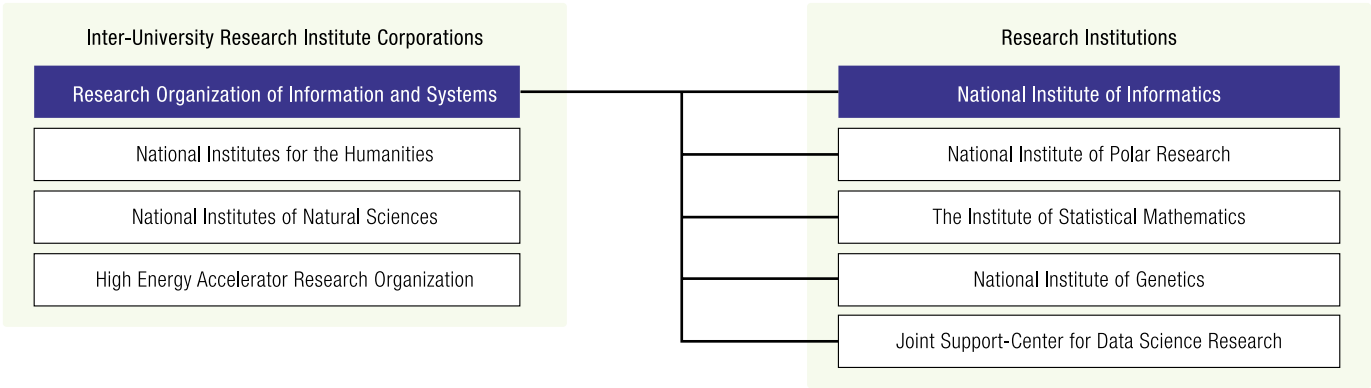 Inter-University Research Institute Corporations
Research Organization of Information and Systems
National Institutes for the Humanities
National Institutes of Natural Sciences
High Energy Accelerator Research Organization
Research Institutions
National Institute of Informatics
National Institute of Polar Research
The Institute of Statistical Mathematics
National Institute of Genetics
Joint Support-Center for Data Science Research